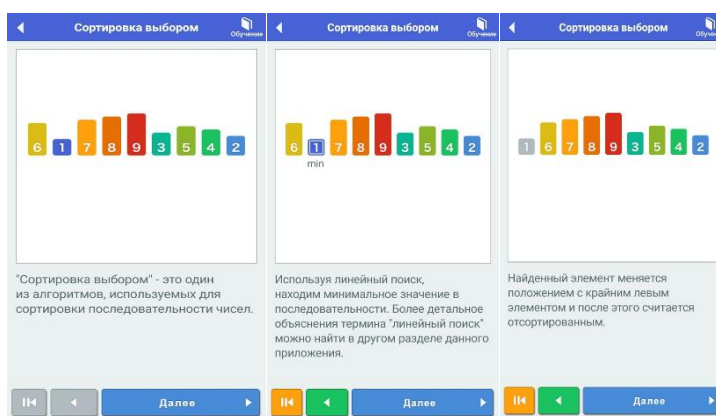 Сортировка выбором
Обучение
6 1 7 8 9 3 5 4 2
"Сортировка выбором" - это один
из алгоритмов, используемых для
сортировки последовательности чисел.
Далее
Сортировка выбором
Обучение
6 1 7 8 9 3 5 4 2
min
Используя линейный поиск,
находим минимальное значение в
последовательности. Более детальное
объяснения термина "линейный поиск"
можно найти в другом разделе данного
приложения.
Далее
Сортировка выбором
1 6 7 8 9 3 5 4 2
Найденный элемент меняется
положением с крайним левым
элементом и после этого считается
отсортированным.
Далее